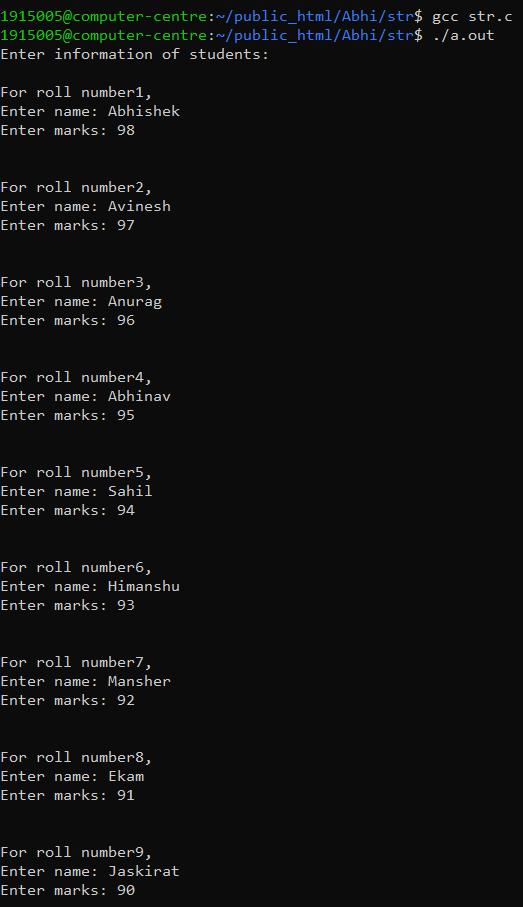 1915005@computer-centre:~/public_html/Abhi/str$ gcc str.c
1915005@computer-centre:~/public_html/Abhi/str$ ./a.out
Enter information of students:
For roll number1,
Enter name: Abhishek
Enter marks: 98
For roll number2,
Enter name: Avinesh
Enter marks: 97
For roll number3,
Enter name: Anurag
Enter marks: 96
For roll number4,
Enter name: Abhinav
Enter marks: 95
For roll number5,
Enter name: Sahil
Enter marks: 94
For roll number6,
Enter name: Himanshu
Enter marks: 93
For roll number7,
Enter name: Mansher
Enter marks: 92
For roll number8,
Enter name: Ekam
Enter marks: 91
For roll number9,
Enter name: Jaskirat
Enter marks: 90